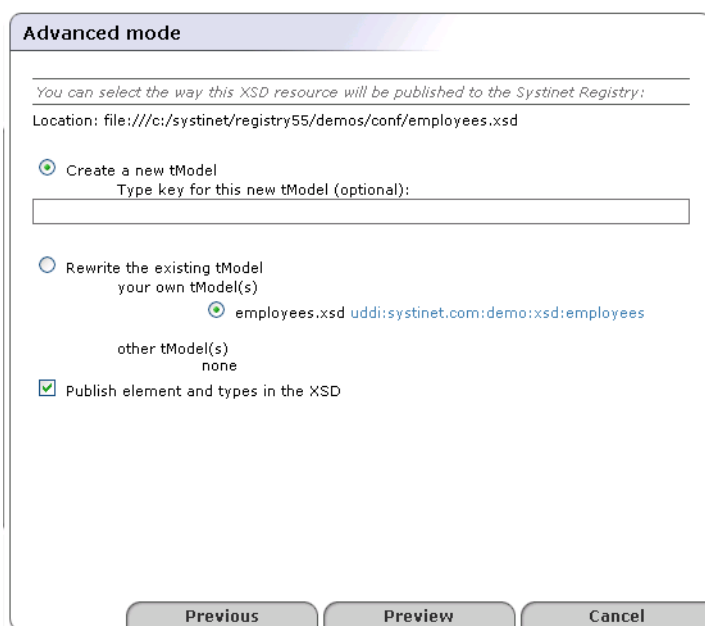 Advanced mode
You can select the way this XSD resource will be published to the Systinet Registry:
Location: file:///c:/systinet/registry55/demos/conf/employees.xsd
Create a new tModel
Type key for this new tModel (optional):
Rewrite the existing tModel
your own tModel(s)
employees.xsd uddi:systinet.com:demo:xsd:employees
other tModel(s)
none
Publish element and types in the XSD
Previous Preview Cancel